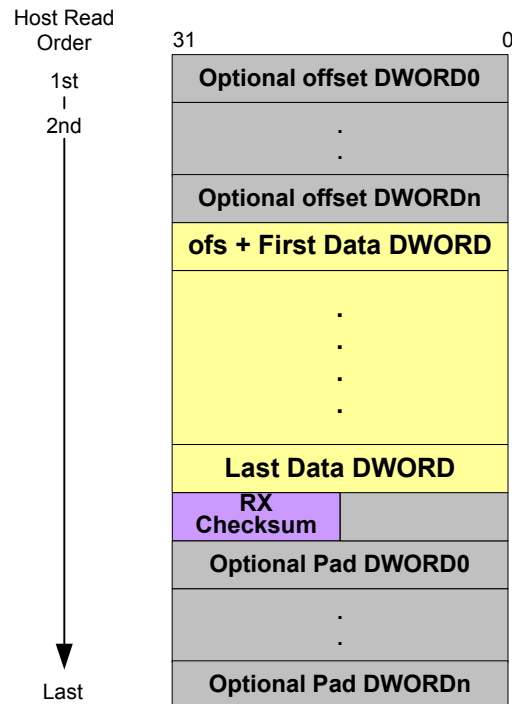 Host Read
Order
31
0
1st
2nd
Last
Optional offset DWORD0
.
.
Optional offset DWORDn
ofs + First Data DWORD
.
.
.
.
Last Data DWORD
RX
Checksum
Optional Pad DWORD0
.
.
Optional Pad DWORDn